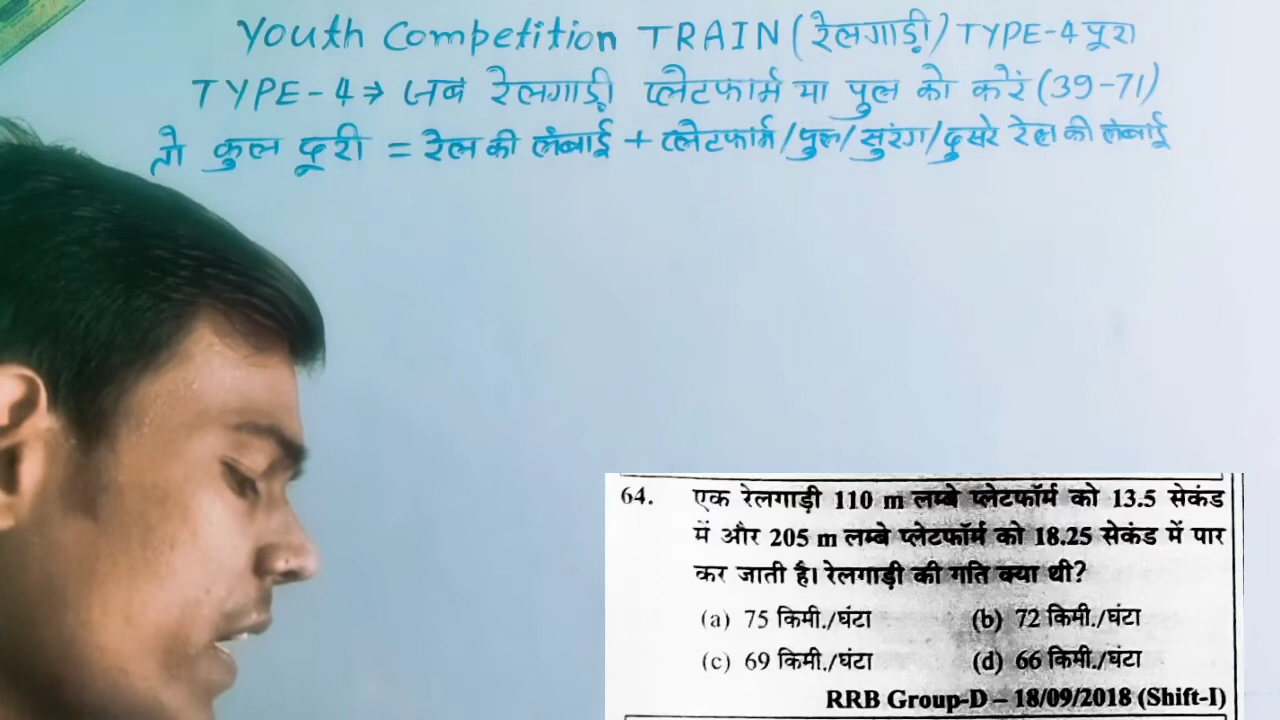 Youth Competition TRAIN (रेलगाड़ी) TYPE-4 पूरा
TYPE-4⇒ जब रेलगाड़ी प्लेटफार्म या पुल को करें (39-71)
तो कुल दूरी = रेल की लंबाई + प्लेटफार्म/पुल/सुरंग/दुसरे रेल की लंबाई
64. एक रेलगाड़ी 110 m लम्बे प्लेटफॉर्म को 13.5 सेकंड
में और 205 m लम्बे प्लेटफॉर्म को 18.25 सेकंड में पार
कर जाती है। रेलगाड़ी की गति क्या थी?
(a) 75 किमी./घंटा (b) 72 किमी./घंटा
(c) 69 किमी./घंटा (d) 66 किमी./घंटा
RRB Group-D – 18/09/2018 (Shift-I)